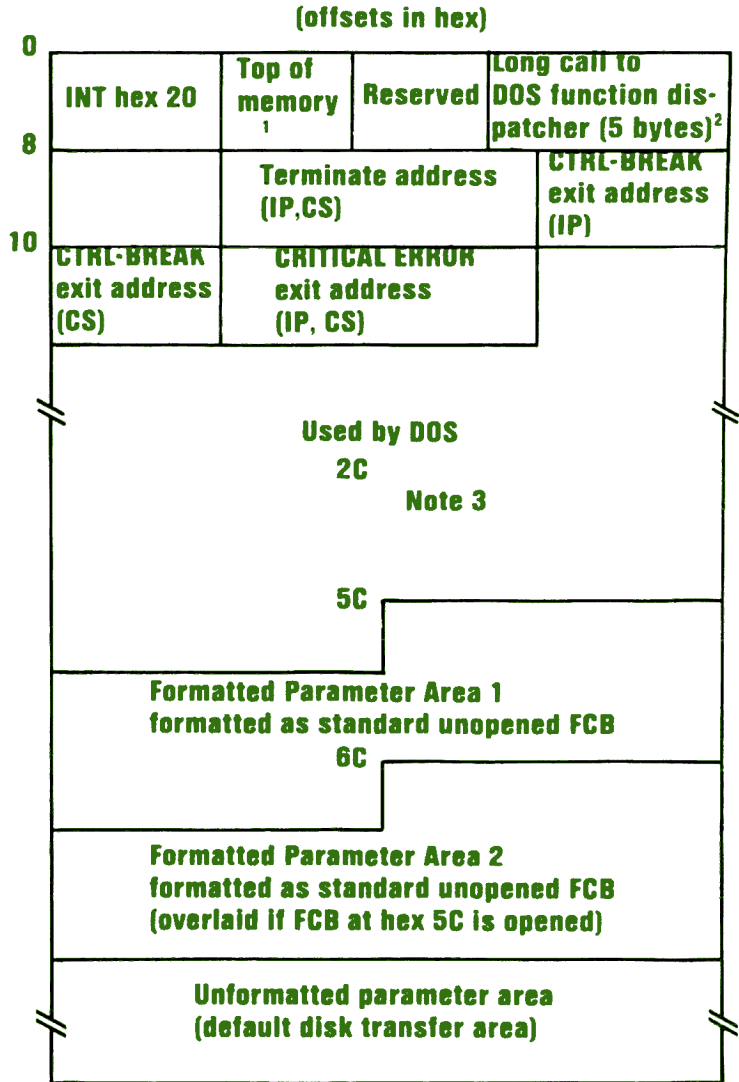 (offsets in hex)
0
INT hex 20
Top of
memory
1
Reserved
Long call to
DOS function dis-
patcher (5 bytes)2
8
Terminate address
(IP,CS)
CTRL-BREAK
exit address
(IP)
10
CTRL-BREAK
exit address
(CS)
CRITICAL ERROR
exit address
(IP, CS)
Used by DOS
2C
Note 3
5C
Formatted Parameter Area 1
formatted as standard unopened FCB
6C
Formatted Parameter Area 2
formatted as standard unopened FCB
(overlaid if FCB at hex 5C is opened)
Unformatted parameter area
(default disk transfer area)